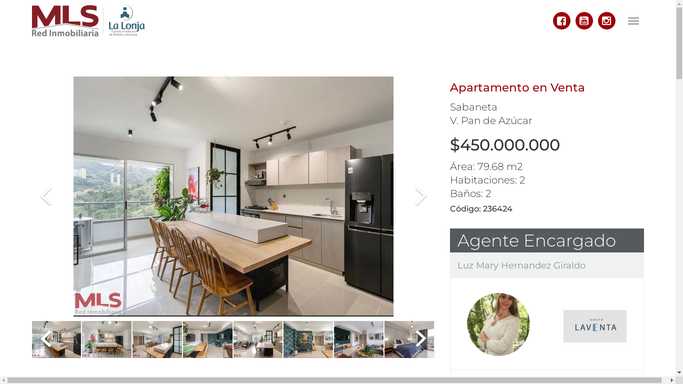 MLS
Red Inmobiliaria
La Lonja
Apartamento en Venta
Sabaneta
V. Pan de Azúcar
$450.000.000
Área: 79.68 m2
Habitaciones: 2
Baños: 2
Código: 236424
MLS
Red Inmobiliaria
Agente Encargado
Luz Mary Hernandez Giraldo
LAVENTA